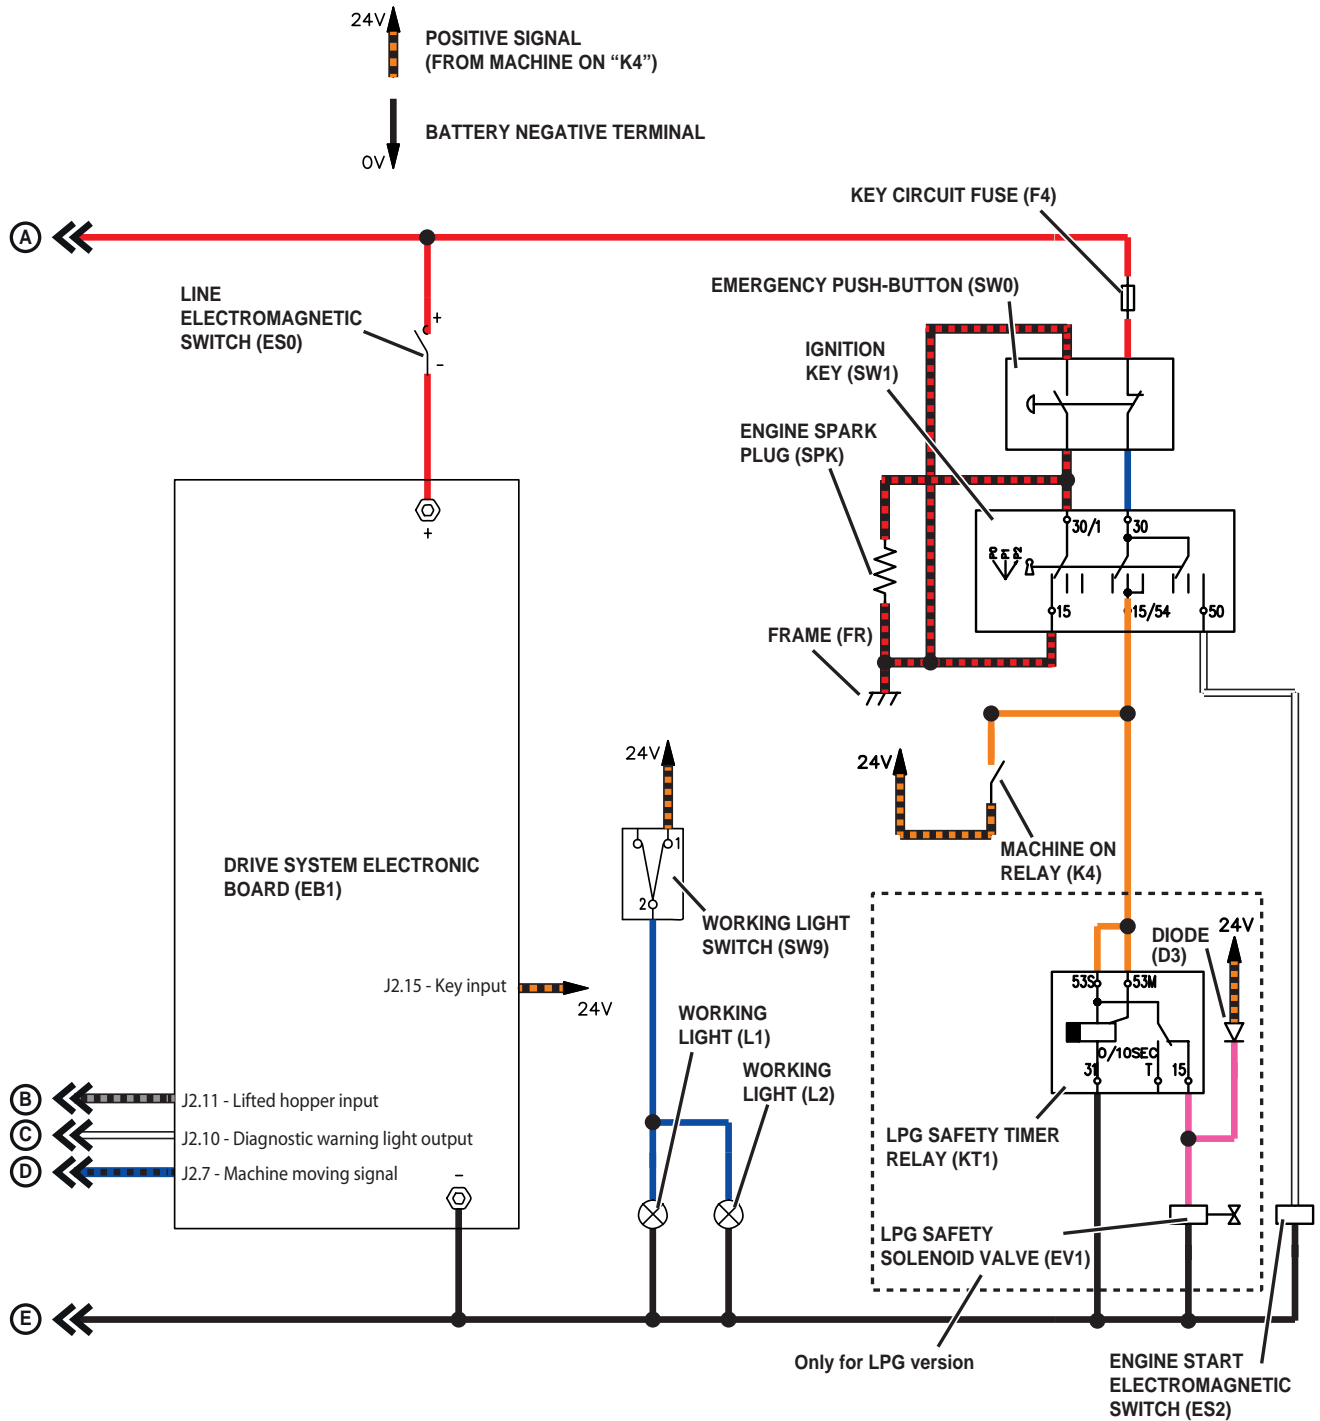 24V
POSITIVE SIGNAL
(FROM MACHINE ON “K4”)
BATTERY NEGATIVE TERMINAL
0V
KEY CIRCUIT FUSE (F4)
A
EMERGENCY PUSH-BUTTON (SW0)
LINE
ELECTROMAGNETIC
SWITCH (ES0)
+
-
IGNITION
KEY (SW1)
ENGINE SPARK
PLUG (SPK)
+
30/1
30
P0
P1
P2
15
15/54
50
FRAME (FR)
24V
24V
MACHINE ON
RELAY (K4)
DRIVE SYSTEM ELECTRONIC
BOARD (EB1)
1
2
WORKING LIGHT
SWITCH (SW9)
DIODE
(D3)
24V
J2.15 - Key input
24V
53S
53M
0/10SEC
31
T
15
WORKING
LIGHT (L1)
WORKING
LIGHT (L2)
B
J2.11 - Lifted hopper input
C
J2.10 - Diagnostic warning light output
D
J2.7 - Machine moving signal
-
LPG SAFETY TIMER
RELAY (KT1)
LPG SAFETY
SOLENOID VALVE (EV1)
E
Only for LPG version
ENGINE START
ELECTROMAGNETIC
SWITCH (ES2)